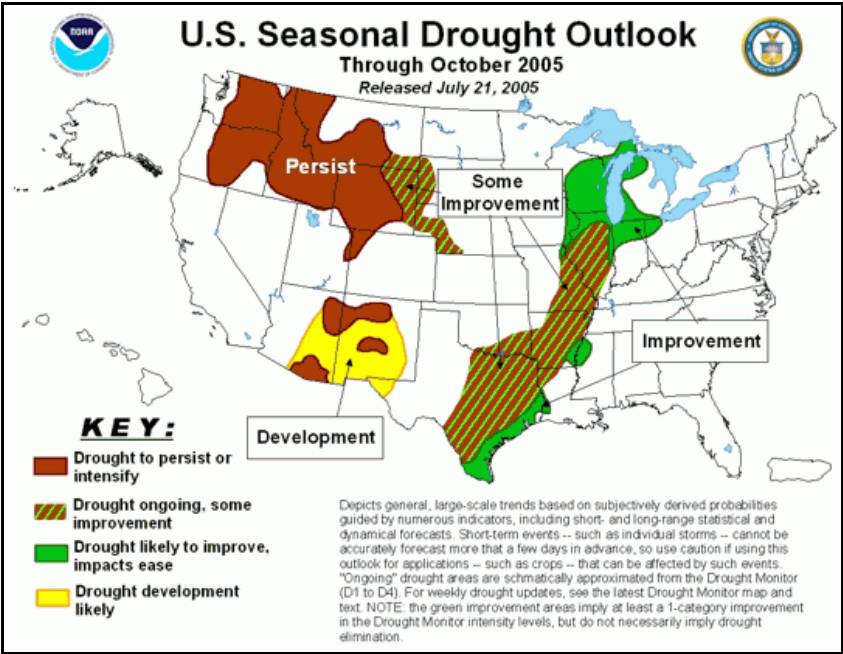 NOAA
U.S. Seasonal Drought Outlook
Through October 2005
Released July 21, 2005
Persist
Some
Improvement
Improvement
Development
KEY:
Drought to persist or
intensify
Drought ongoing, some
improvement
Drought likely to improve,
impacts ease
Drought development
likely
Depicts general, large-scale trends based on subjectively derived probabilities
guided by numerous indicators, including short- and long-range statistical and
dynamical forecasts. Short-term events -- such as individual storms -- cannot be
accurately forecast more that a few days in advance, so use caution if using this
outlook for applications -- such as crops -- that can be affected by such events.
"Ongoing" drought areas are schmatically approximated from the Drought Monitor
(D1 to D4). For weekly drought updates, see the latest Drought Monitor map and
text. NOTE: the green improvement areas imply at least a 1-category improvement
in the Drought Monitor intensity levels, but do not necessarily imply drought
elimination.